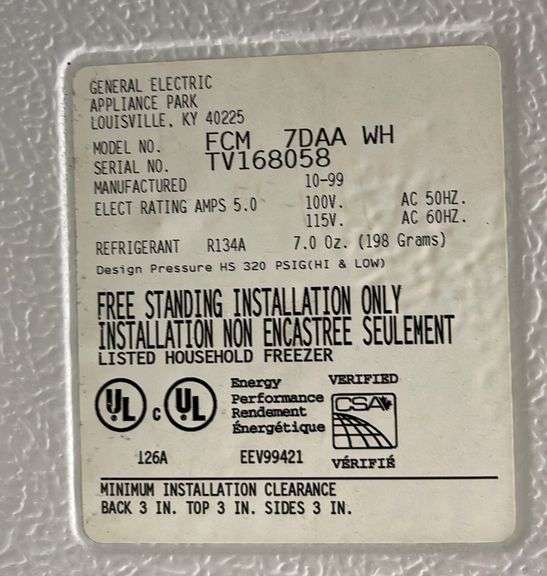 GENERAL ELECTRIC
APPLIANCE PARK
LOUISVILLE, KY 40225
MODEL NO. FCM 7DAA WH
SERIAL NO. TV168058
MANUFACTURED 10-99
ELECT RATING AMPS 5.0 100V. AC 50HZ.
115V. AC 60HZ.
REFRIGERANT R134A 7.0 Oz. (198 Grams)
Design Pressure HS 320 PSIG(HI & LOW)
FREE STANDING INSTALLATION ONLY
INSTALLATION NON ENCASTREE SEULEMENT
LISTED HOUSEHOLD FREEZER
UL c UL
Energy
Performance
Rendement
Énergétique
VERIFIED
CSA
VÉRIFIÉ
126A EEV99421
MINIMUM INSTALLATION CLEARANCE
BACK 3 IN. TOP 3 IN. SIDES 3 IN.